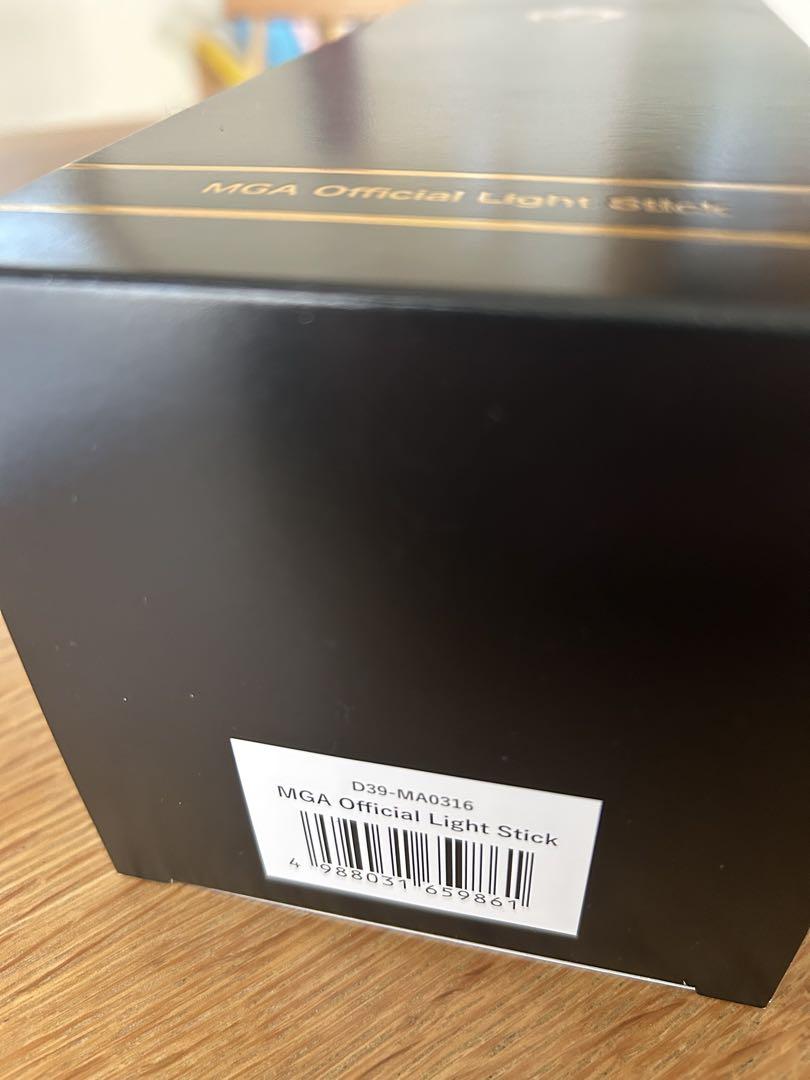 MGA Official Light Stick
D39-MA0316
MGA Official Light Stick
4 988031 659861